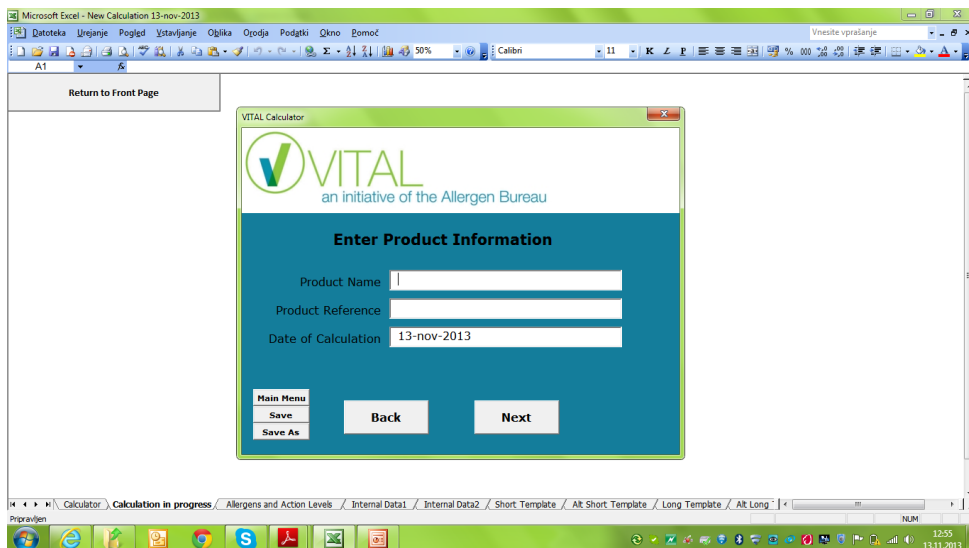 Microsoft Excel - New Calculation 13-nov-2013
Datoteka Urejanje Pogled Vstavljanje Oblika Orodja Podatki Okno Pomoč
Vnesite vprašanje
50% Calibri 11 K L P % 000
A1 fx
Return to Front Page
VITAL Calculator
VITAL
an initiative of the Allergen Bureau
Enter Product Information
Product Name
Product Reference
Date of Calculation 13-nov-2013
Main Menu
Save
Save As
Back Next
Calculator Calculation in progress Allergens and Action Levels Internal Data1 Internal Data2 Short Template Alt Short Template Long Template Alt Long
Pripravljen
NUM
12:55
13.11.2013